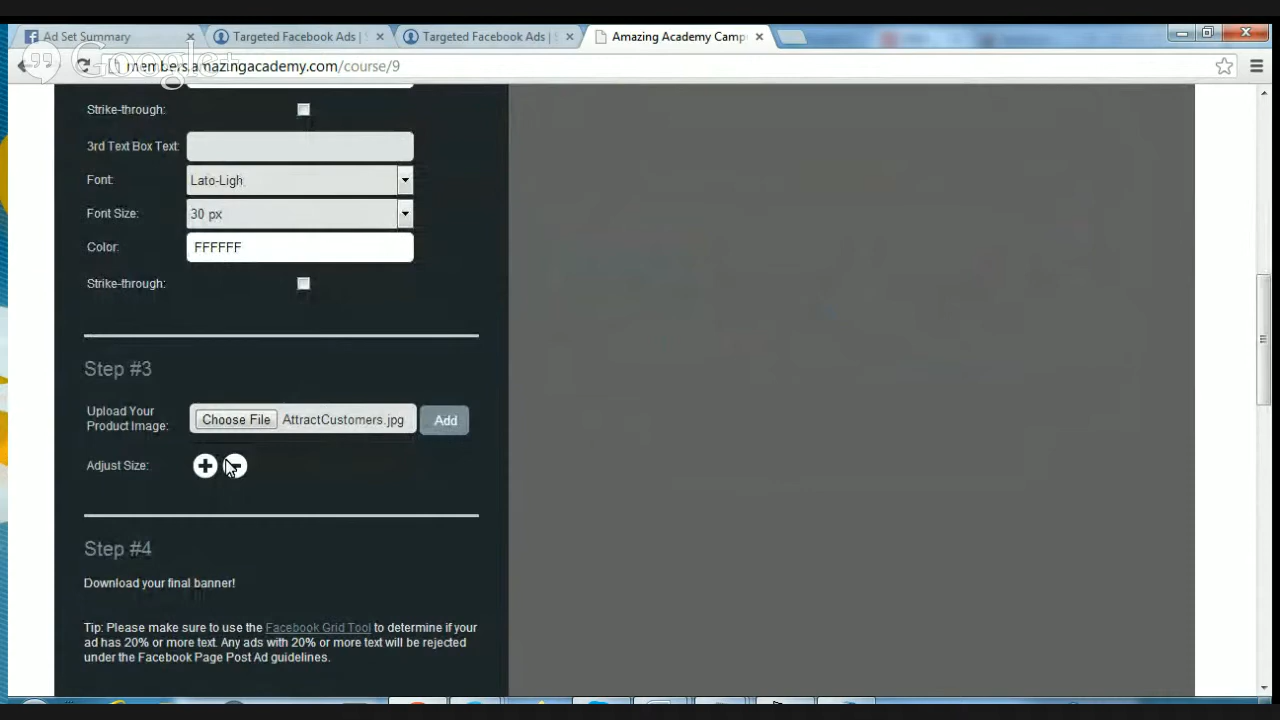 Ad Set Summary
Targeted Facebook Ads |
Targeted Facebook Ads |
Amazing Academy Camp
Google+
members.amazingacademy.com/course/9
Strike-through:
3rd Text Box Text:
Font: Lato-Ligh
Font Size: 30 px
Color: FFFFFF
Strike-through:
Step #3
Upload Your
Product Image:
Choose File AttractCustomers.jpg Add
Adjust Size:
Step #4
Download your final banner!
Tip: Please make sure to use the Facebook Grid Tool to determine if your
ad has 20% or more text. Any ads with 20% or more text will be rejected
under the Facebook Page Post Ad guidelines.